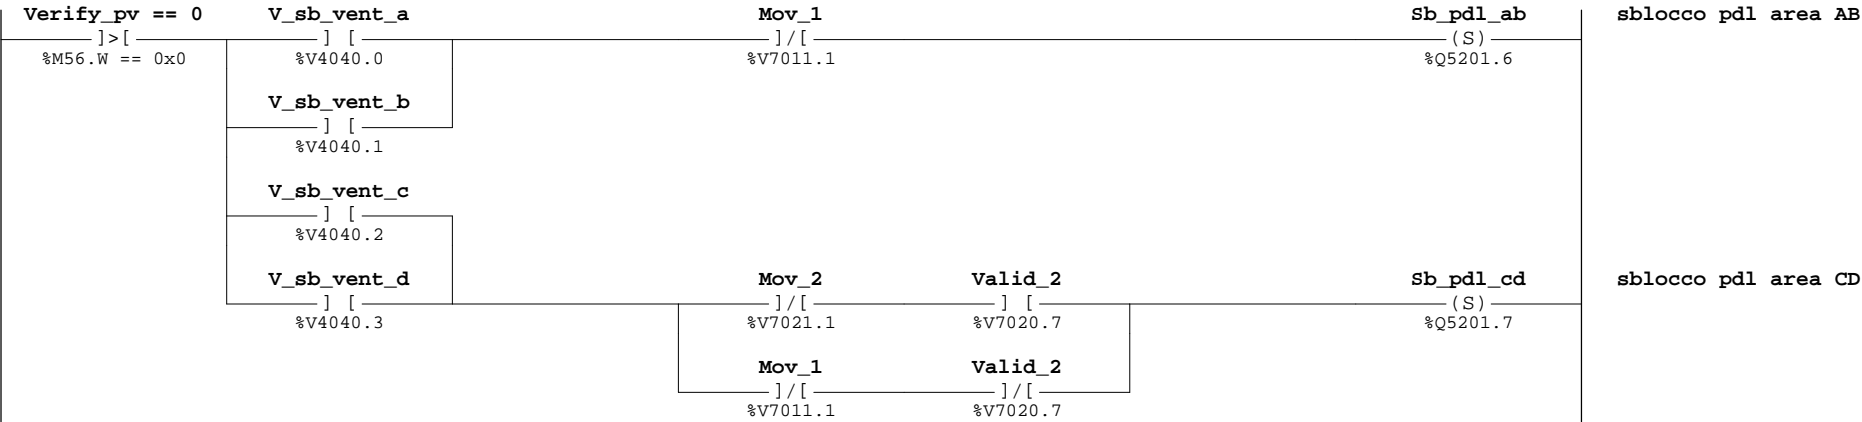 Verify_pv == 0 V_sb_vent_a Mov_1 Sb_pdl_ab sblocco pdl area AB
]>[ ] [ ]/[ (S)
%M56.W == 0x0 %V4040.0 %V7011.1 %Q5201.6
V_sb_vent_b
] [
%V4040.1
V_sb_vent_c
] [
%V4040.2
V_sb_vent_d Mov_2 Valid_2 Sb_pdl_cd sblocco pdl area CD
] [ ]/[ ] [ (S)
%V4040.3 %V7021.1 %V7020.7 %Q5201.7
Mov_1 Valid_2
]/[ ]/[
%V7011.1 %V7020.7